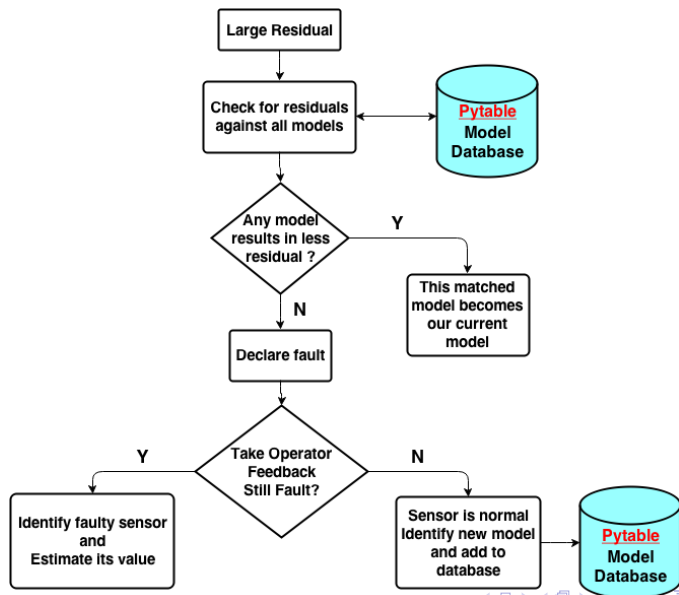 Large Residual
Check for residuals
against all models
Pytable
Model
Database
Any model
results in less
residual ?
Y
N
This matched
model becomes
our current
model
Declare fault
Take Operator
Feedback
Still Fault?
Y
N
Identify faulty sensor
and
Estimate its value
Sensor is normal
Identify new model
and add to
database
Pytable
Model
Database